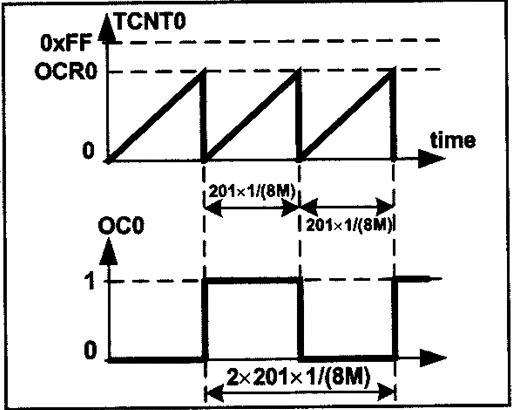 TCNT0
0xFF
OCR0
0
time
201×1/(8M)
201×1/(8M)
OC0
1
0
2×201×1/(8M)